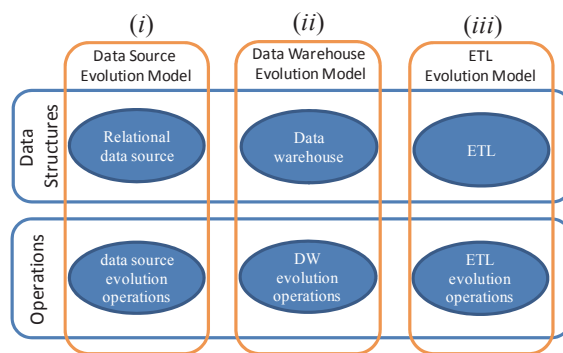 (i)
(ii)
(iii)
Data Source
Evolution Model
Data Warehouse
Evolution Model
ETL
Evolution Model
Data
Structures
Relational
data source
Data
warehouse
ETL
Operations
data source
evolution
operations
DW
evolution
operations
ETL
evolution
operations